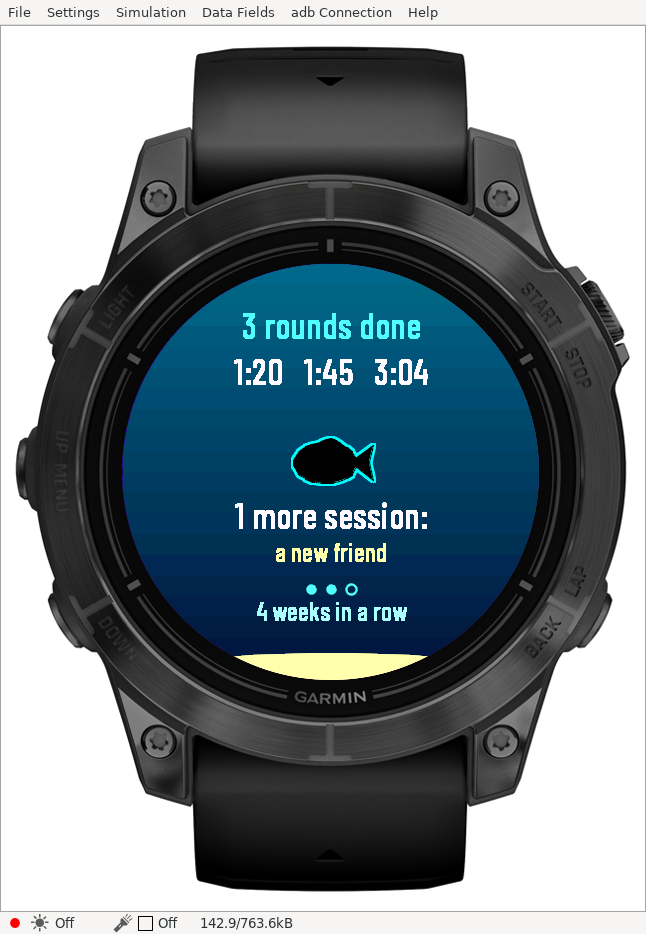 File Settings Simulation Data Fields adb Connection Help
LIGHT
START
STOP
3 rounds done
1:20 1:45 3:04
UP MENU
1 more session:
a new friend
4 weeks in a row
DOWN
LAP
BACK
GARMIN
Off Off 142.9/763.6kB